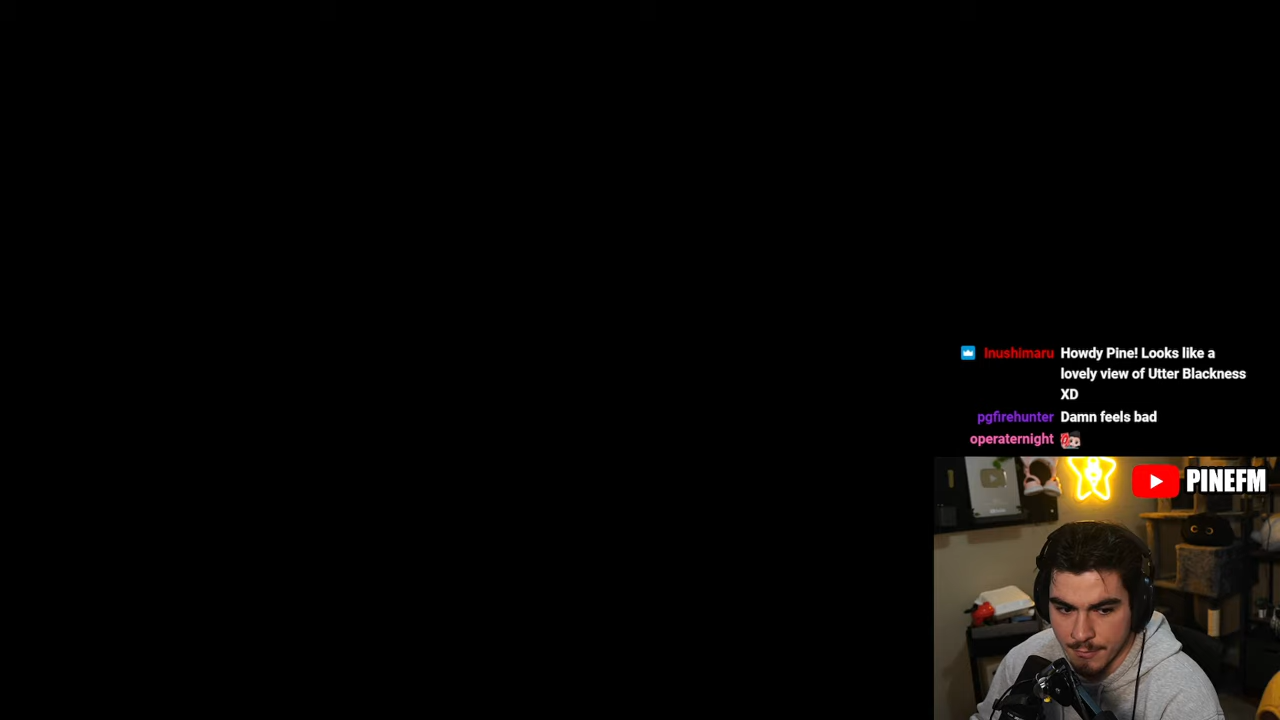 Inushimaru Howdy Pine! Looks like a
lovely view of Utter Blackness
XD
pgfirehunter Damn feels bad
operaternight
PINEFM